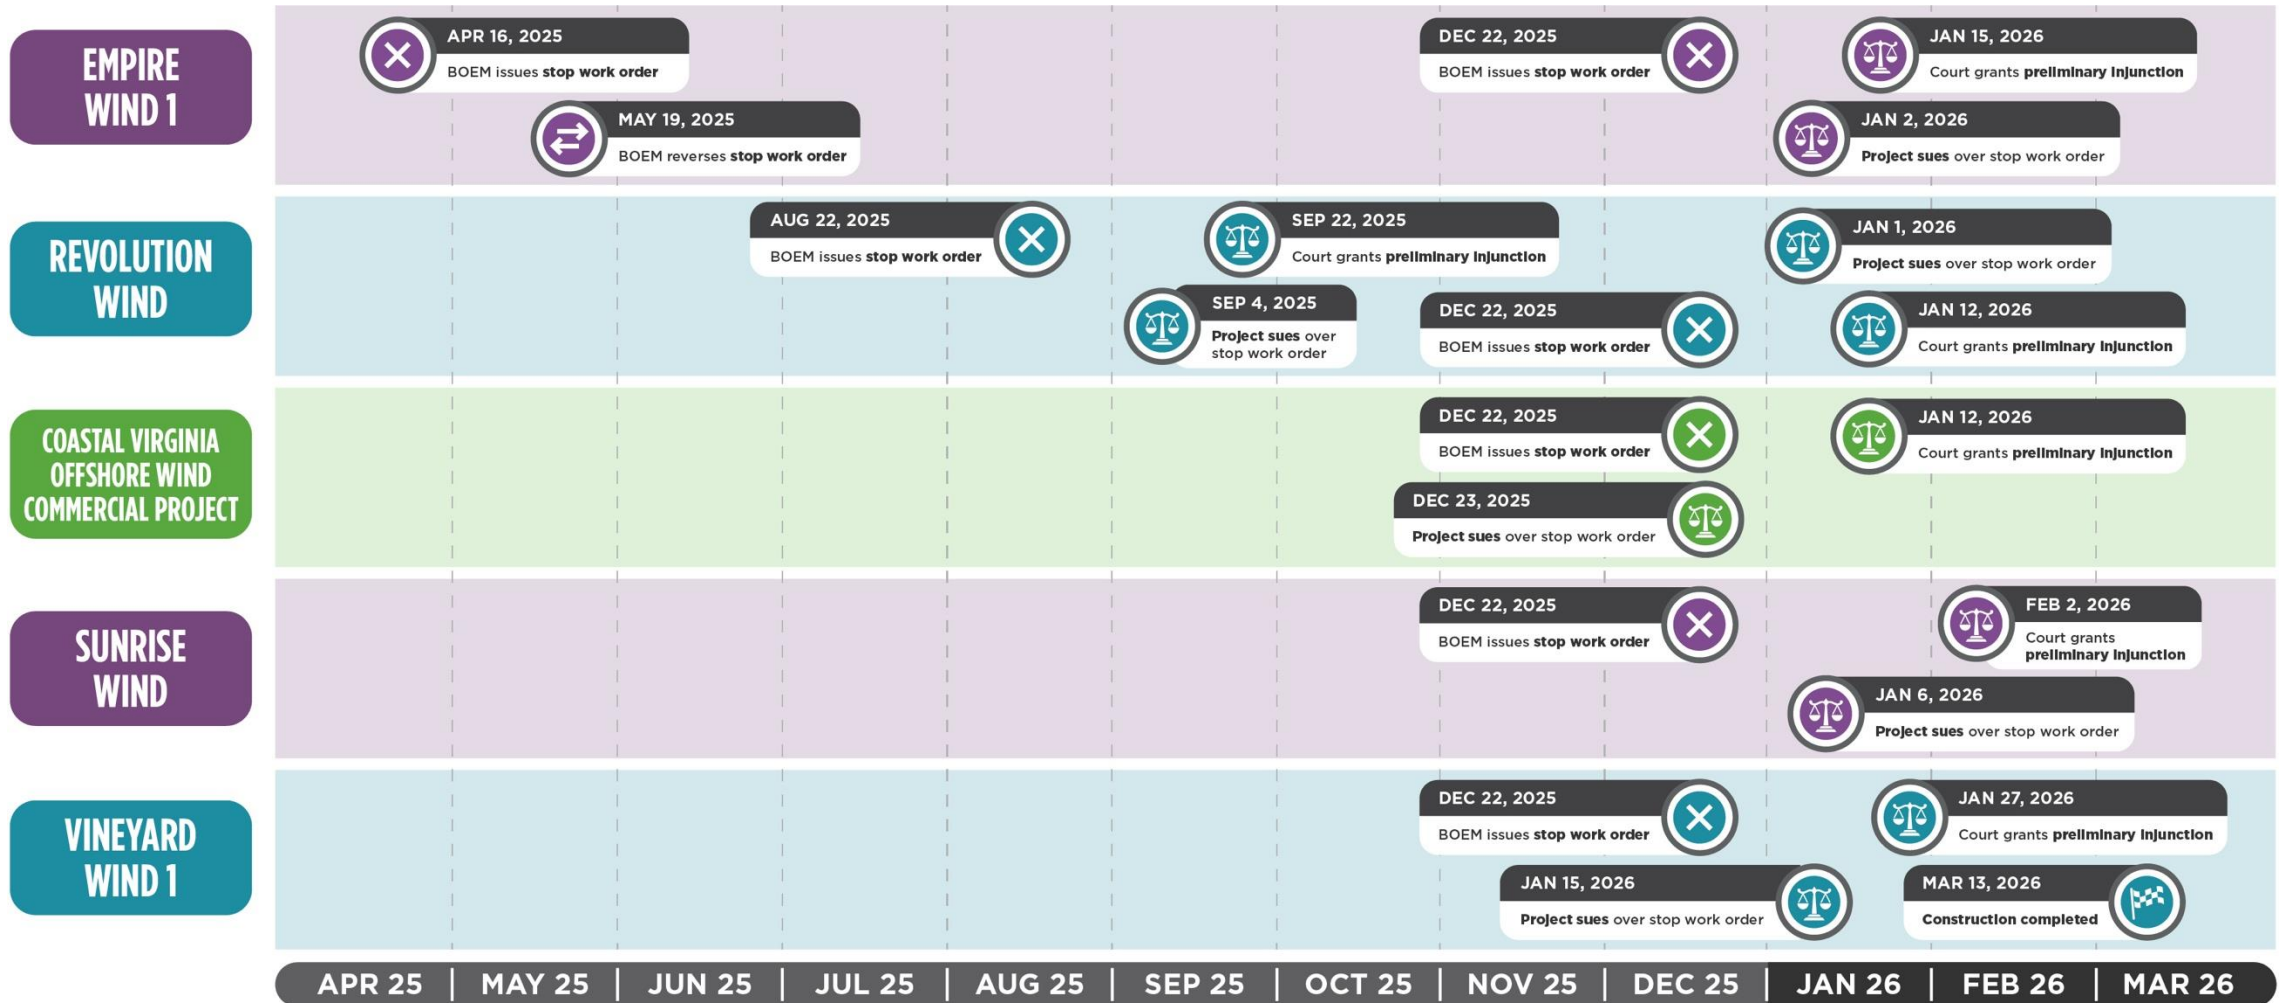 EMPIRE
WIND 1
APR 16, 2025
BOEM issues stop work order
MAY 19, 2025
BOEM reverses stop work order
DEC 22, 2025
BOEM issues stop work order
JAN 15, 2026
Court grants preliminary injunction
JAN 2, 2026
Project sues over stop work order
REVOLUTION
WIND
AUG 22, 2025
BOEM issues stop work order
SEP 22, 2025
Court grants preliminary injunction
SEP 4, 2025
Project sues over
stop work order
DEC 22, 2025
BOEM issues stop work order
JAN 1, 2026
Project sues over stop work order
JAN 12, 2026
Court grants preliminary injunction
COASTAL VIRGINIA
OFFSHORE WIND
COMMERCIAL PROJECT
DEC 22, 2025
BOEM issues stop work order
DEC 23, 2025
Project sues over stop work order
JAN 12, 2026
Court grants preliminary injunction
SUNRISE
WIND
DEC 22, 2025
BOEM issues stop work order
FEB 2, 2026
Court grants
preliminary injunction
JAN 6, 2026
Project sues over stop work order
VINEYARD
WIND 1
DEC 22, 2025
BOEM issues stop work order
JAN 15, 2026
Project sues over stop work order
JAN 27, 2026
Court grants preliminary injunction
MAR 13, 2026
Construction completed
APR 25 | MAY 25 | JUN 25 | JUL 25 | AUG 25 | SEP 25 | OCT 25 | NOV 25 | DEC 25 | JAN 26 | FEB 26 | MAR 26